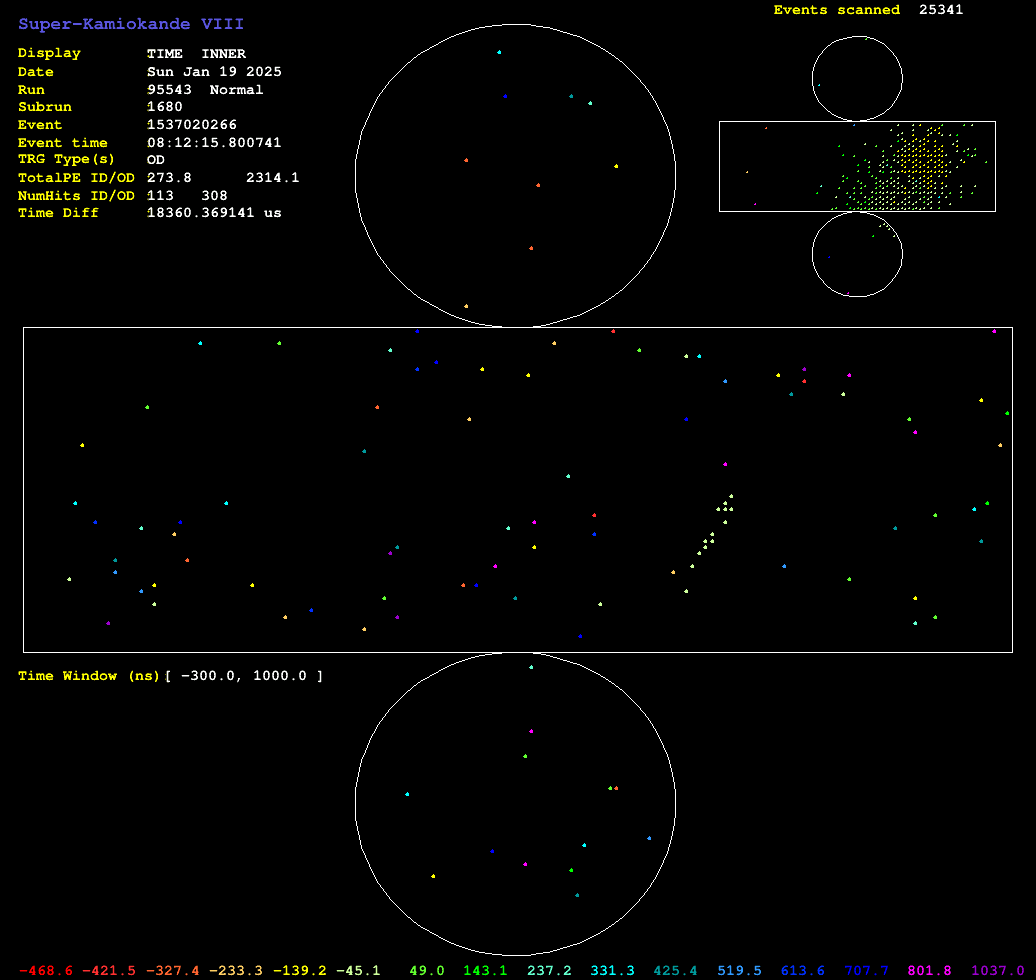 Super-Kamiokande VIII
Events scanned 25341
Display TIME INNER
Date Sun Jan 19 2025
Run 95543 Normal
Subrun 1680
Event 1537020266
Event time 08:12:15.800741
TRG Type(s) OD
TotalPE ID/OD 273.8 2314.1
NumHits ID/OD 113 308
Time Diff 18360.369141 us
Time Window (ns)[ -300.0, 1000.0 ]
-468.6 -421.5 -327.4 -233.3 -139.2 -45.1 49.0 143.1 237.2 331.3 425.4 519.5 613.6 707.7 801.8 1037.0